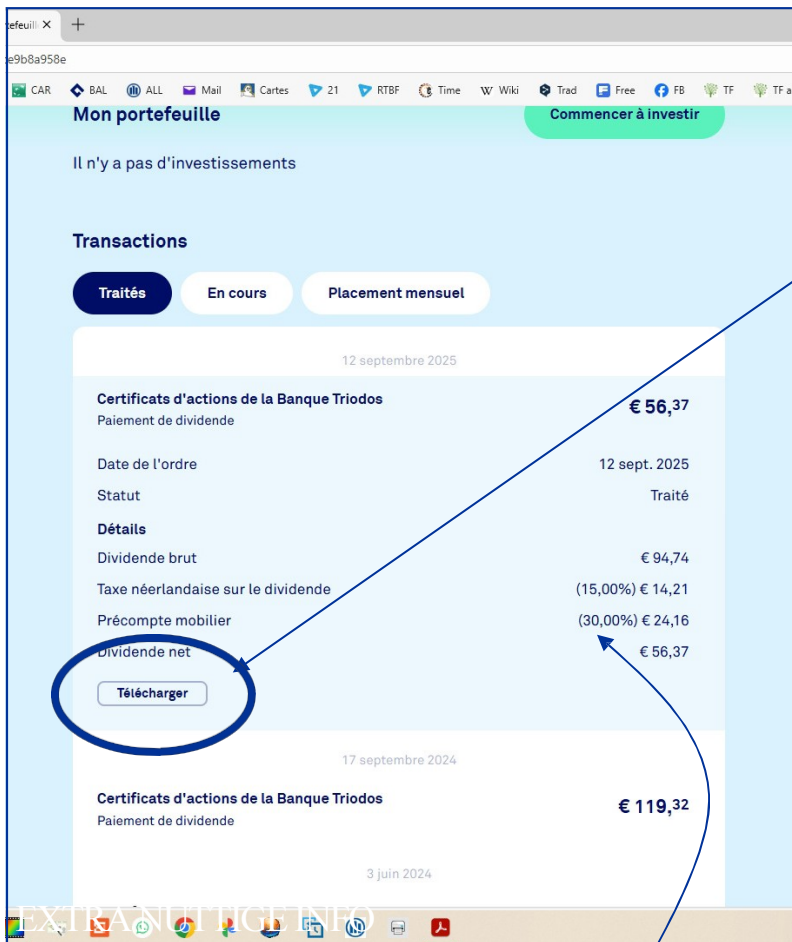 efeuill
e9b8a958e
CAR BAL ALL Mail Cartes 21 RTBF Time Wiki Trad Free FB TF TF a
Mon portefeuille Commencer à investir
Il n'y a pas d'investissements
Transactions
Traités En cours Placement mensuel
12 septembre 2025
Certificats d'actions de la Banque Triodos € 56,37
Paiement de dividende
Date de l'ordre 12 sept. 2025
Statut Traité
Détails
Dividende brut € 94,74
Taxe néerlandaise sur le dividende (15,00%) € 14,21
Précompte mobilier (30,00%) € 24,16
Dividende net € 56,37
Télécharger
17 septembre 2024
Certificats d'actions de la Banque Triodos € 119,32
Paiement de dividende
3 juin 2024
EXTRA NUTTIGE INFO